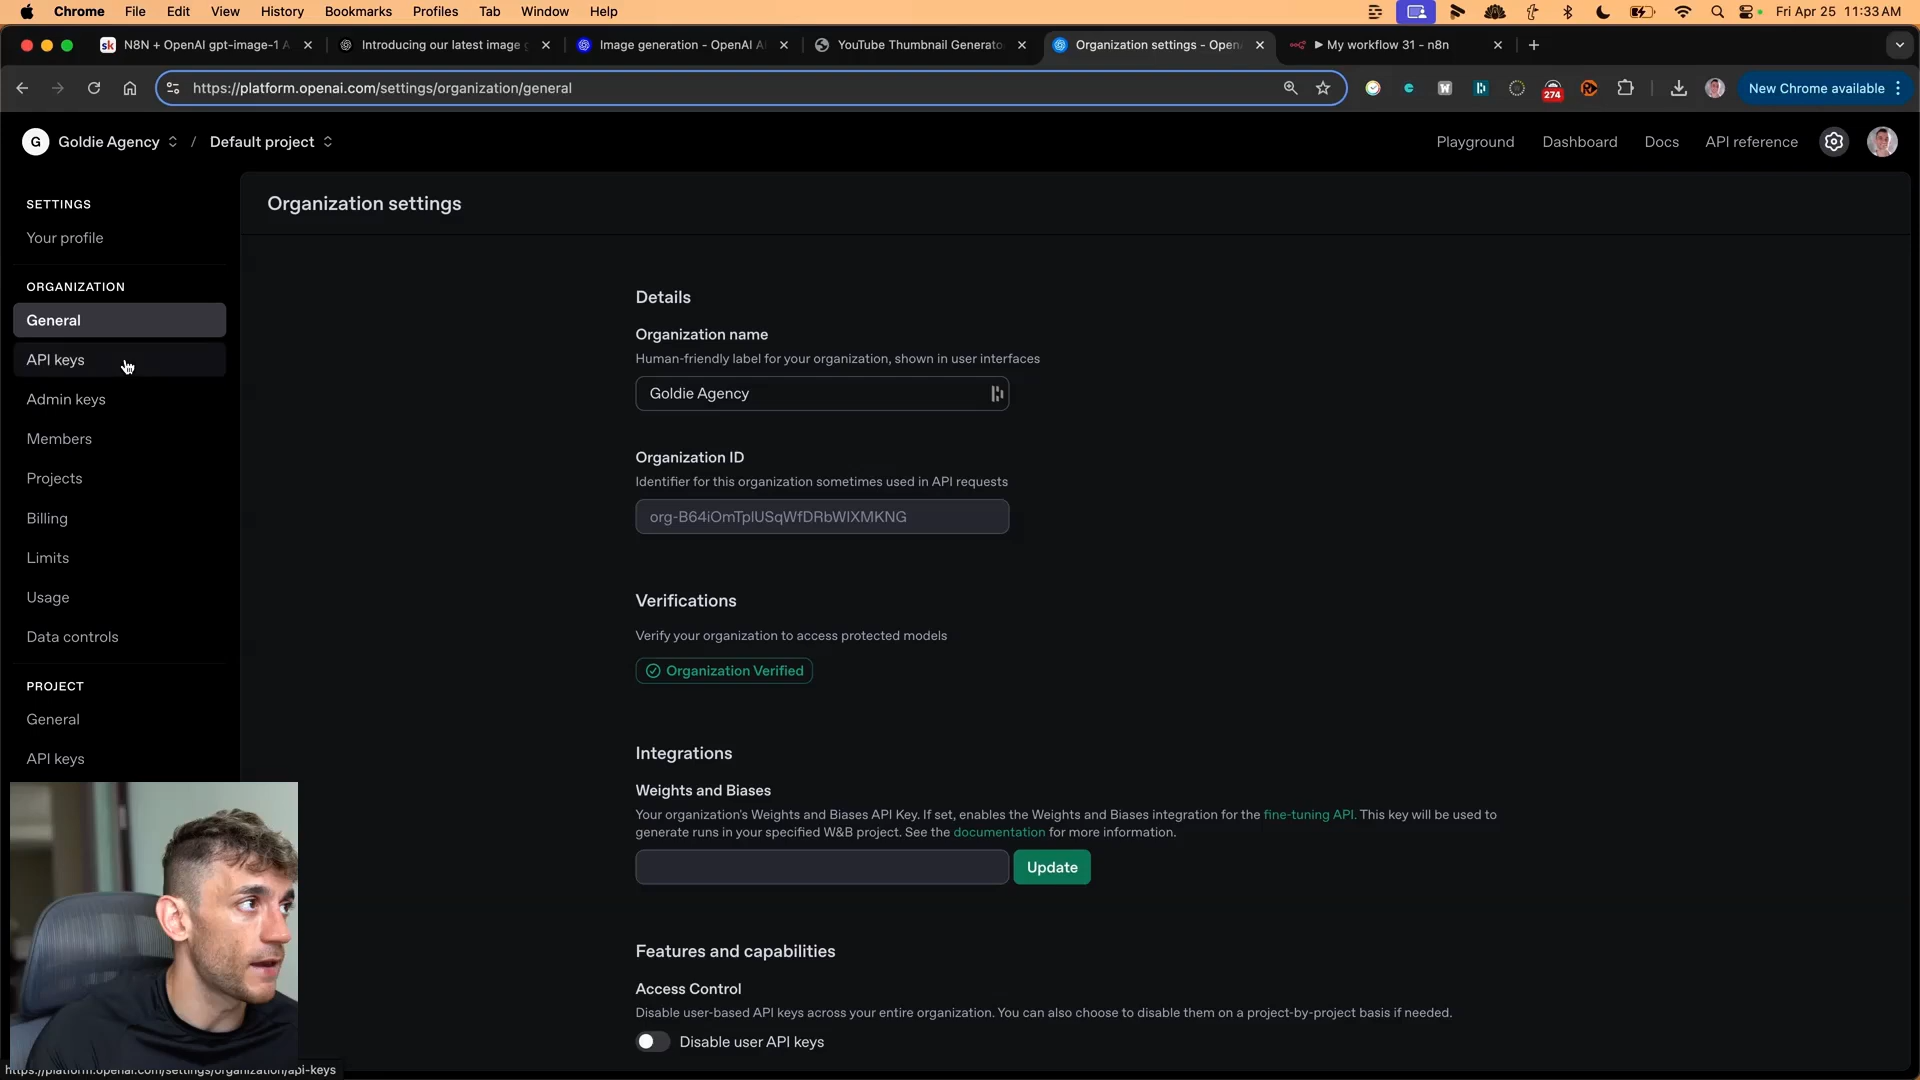 Chrome File Edit View History Bookmarks Profiles Tab Window Help Fri Apr 25 11:33 AM
N8N + OpenAI gpt-image-1 A
Introducing our latest image g
Image generation - OpenAI A
YouTube Thumbnail Generato
Organization settings - Open
My workflow 31 - n8n
https://platform.openai.com/settings/organization/general
274
New Chrome available
G Goldie Agency / Default project
Playground Dashboard Docs API reference
SETTINGS
Your profile
ORGANIZATION
General
API keys
Admin keys
Members
Projects
Billing
Limits
Usage
Data controls
PROJECT
General
API keys
Organization settings
Details
Organization name
Human-friendly label for your organization, shown in user interfaces
Goldie Agency
Organization ID
Identifier for this organization sometimes used in API requests
org-B64iOmTplUSqWfDRbWIXMKNG
Verifications
Verify your organization to access protected models
Organization Verified
Integrations
Weights and Biases
Your organization's Weights and Biases API Key. If set, enables the Weights and Biases integration for the fine-tuning API. This key will be used to
generate runs in your specified W&B project. See the documentation for more information.
Update
Features and capabilities
Access Control
Disable user-based API keys across your entire organization. You can also choose to disable them on a project-by-project basis if needed.
Disable user API keys
https://platform.openai.com/settings/organization/api-keys